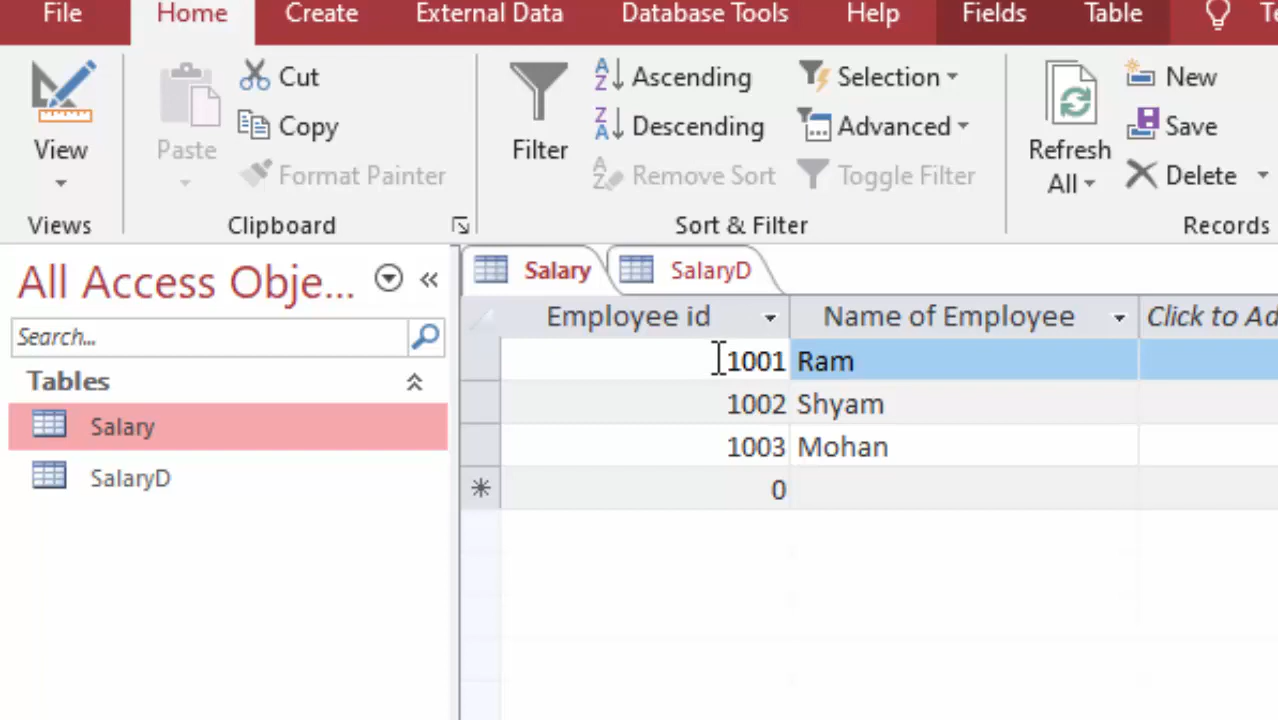 File Home Create External Data Database Tools Help Fields Table Te
View
Views
Paste
Cut
Copy
Format Painter
Clipboard
Filter
Ascending
Descending
Remove Sort
Selection
Advanced
Toggle Filter
Sort & Filter
Refresh
All
New
Save
Delete
Records
All Access Obje...
Search...
Tables
Salary
SalaryD
Salary SalaryD
Employee id Name of Employee Click to Ad
1001 Ram
1002 Shyam
1003 Mohan
* 0